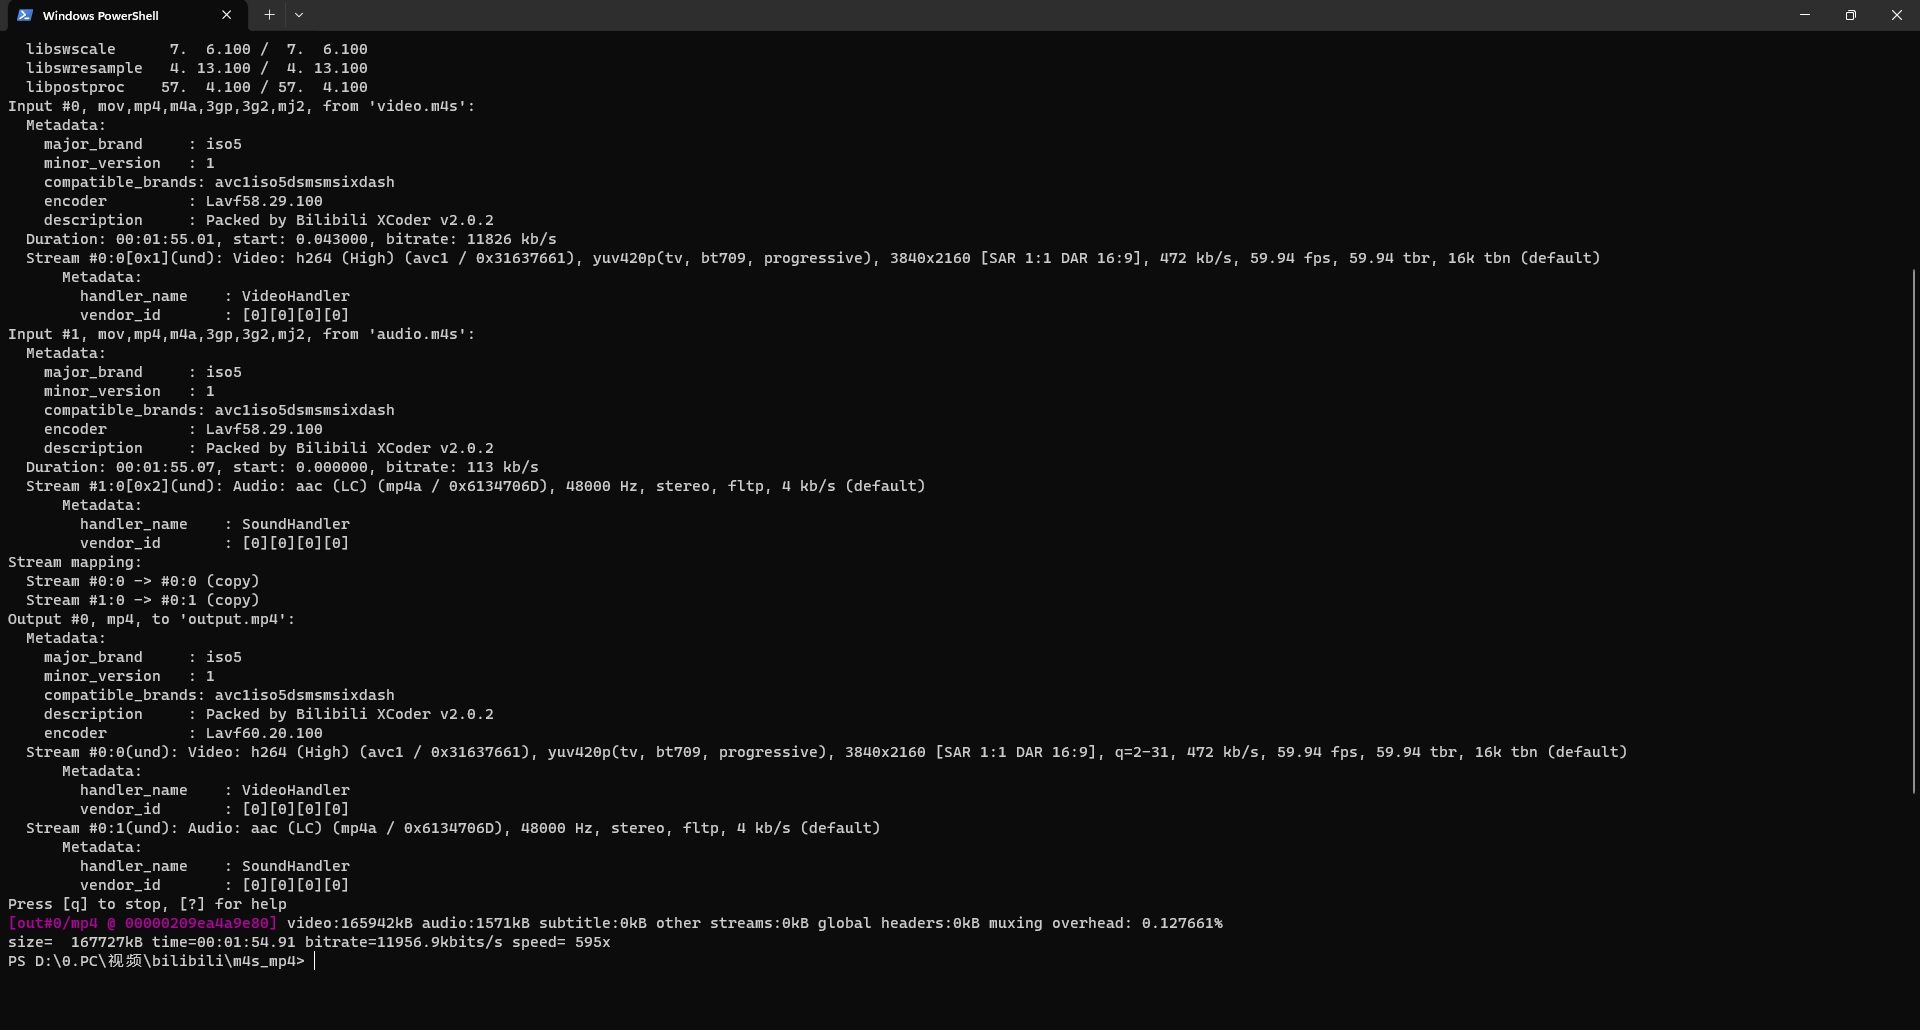 Windows PowerShell
  libswscale      7.  6.100 /  7.  6.100
  libswresample   4. 13.100 /  4. 13.100
  libpostproc    57.  4.100 / 57.  4.100
Input #0, mov,mp4,m4a,3gp,3g2,mj2, from 'video.m4s':
  Metadata:
    major_brand     : iso5
    minor_version   : 1
    compatible_brands: avc1iso5dsmsmsixdash
    encoder         : Lavf58.29.100
    description     : Packed by Bilibili XCoder v2.0.2
  Duration: 00:01:55.01, start: 0.043000, bitrate: 11826 kb/s
  Stream #0:0[0x1](und): Video: h264 (High) (avc1 / 0x31637661), yuv420p(tv, bt709, progressive), 3840x2160 [SAR 1:1 DAR 16:9], 472 kb/s, 59.94 fps, 59.94 tbr, 16k tbn (default)
      Metadata:
        handler_name    : VideoHandler
        vendor_id       : [0][0][0][0]
Input #1, mov,mp4,m4a,3gp,3g2,mj2, from 'audio.m4s':
  Metadata:
    major_brand     : iso5
    minor_version   : 1
    compatible_brands: avc1iso5dsmsmsixdash
    encoder         : Lavf58.29.100
    description     : Packed by Bilibili XCoder v2.0.2
  Duration: 00:01:55.07, start: 0.000000, bitrate: 113 kb/s
  Stream #1:0[0x2](und): Audio: aac (LC) (mp4a / 0x6134706D), 48000 Hz, stereo, fltp, 4 kb/s (default)
      Metadata:
        handler_name    : SoundHandler
        vendor_id       : [0][0][0][0]
Stream mapping:
  Stream #0:0 -> #0:0 (copy)
  Stream #1:0 -> #0:1 (copy)
Output #0, mp4, to 'output.mp4':
  Metadata:
    major_brand     : iso5
    minor_version   : 1
    compatible_brands: avc1iso5dsmsmsixdash
    description     : Packed by Bilibili XCoder v2.0.2
    encoder         : Lavf60.20.100
  Stream #0:0(und): Video: h264 (High) (avc1 / 0x31637661), yuv420p(tv, bt709, progressive), 3840x2160 [SAR 1:1 DAR 16:9], q=2-31, 472 kb/s, 59.94 fps, 59.94 tbr, 16k tbn (default)
      Metadata:
        handler_name    : VideoHandler
        vendor_id       : [0][0][0][0]
  Stream #0:1(und): Audio: aac (LC) (mp4a / 0x6134706D), 48000 Hz, stereo, fltp, 4 kb/s (default)
      Metadata:
        handler_name    : SoundHandler
        vendor_id       : [0][0][0][0]
Press [q] to stop, [?] for help
[out#0/mp4 @ 00000209ea4a9e80] video:165942kB audio:1571kB subtitle:0kB other streams:0kB global headers:0kB muxing overhead: 0.127661%
size=  167727kB time=00:01:54.91 bitrate=11956.9kbits/s speed= 595x
PS D:\0.PC\视频\bilibili\m4s_mp4>